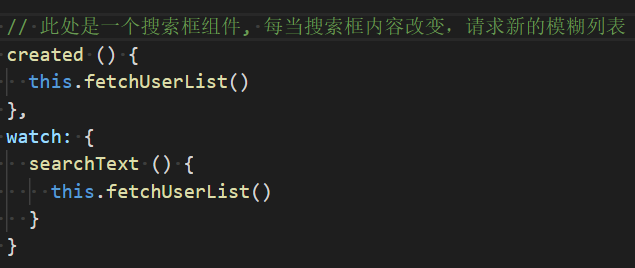 // 此处是一个搜索框组件, 每当搜索框内容改变，请求新的模糊列表
created () {
  this.fetchUserList()
},
watch: {
  searchText () {
    this.fetchUserList()
  }
}